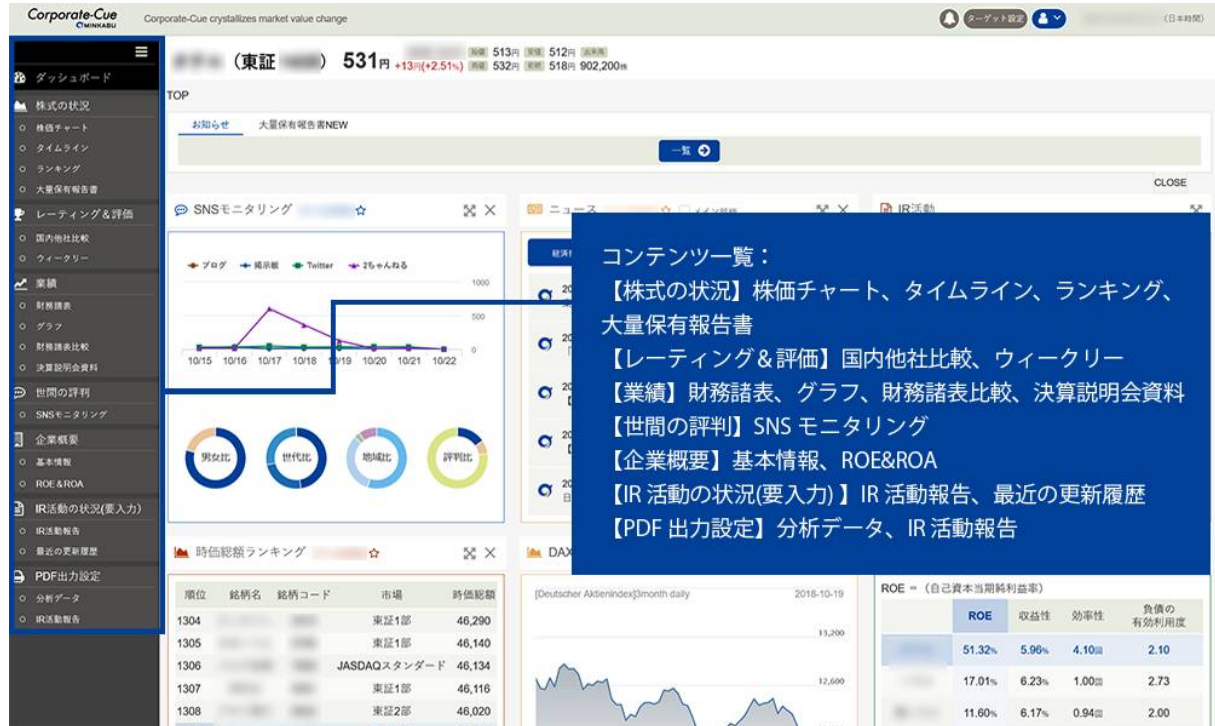 Corporate-Cue
MINKABU
Corporate-Cue crystallizes market value change
ターゲット設定
(日本時間)
ダッシュボード
株式の状況
株価チャート
タイムライン
ランキング
大量保有報告書
レーティング&評価
国内他社比較
ウィークリー
業績
財務諸表
グラフ
財務諸表比較
決算説明会資料
世間の評判
SNSモニタリング
企業概要
基本情報
ROE&ROA
IR活動の状況(要入力)
IR活動報告
最近の更新履歴
PDF出力設定
分析データ
IR活動報告
(東証 ) 531円 +13円(+2.51%)
始値 513円 安値 512円 出来高
高値 532円 前終 518円 902,200株
TOP
お知らせ 大量保有報告書NEW
一覧
CLOSE
SNSモニタリング
ブログ 掲示板 Twitter 2ちゃんねる
1000
500
0
10/15 10/16 10/17 10/18 10/19 10/20 10/21 10/22
男女比 世代比 地域比 評判比
ニュース
IR活動
コンテンツ一覧:
【株式の状況】株価チャート、タイムライン、ランキング、
大量保有報告書
【レーティング&評価】国内他社比較、ウィークリー
【業績】財務諸表、グラフ、財務諸表比較、決算説明会資料
【世間の評判】SNS モニタリング
【企業概要】基本情報、ROE&ROA
【IR 活動の状況(要入力) 】IR 活動報告、最近の更新履歴
【PDF 出力設定】分析データ、IR 活動報告
時価総額ランキング
順位 銘柄名 銘柄コード 市場 時価総額
1304 東証1部 46,290
1305 東証1部 46,140
1306 JASDAQスタンダード 46,134
1307 東証1部 46,116
1308 東証2部 46,020
DAX
[Deutscher Aktienindex]3month daily 2018-10-19
13,200
12,600
ROE = (自己資本当期純利益率)
ROE 収益性 効率性 負債の
有効利用度
51.32% 5.96% 4.10回 2.10
17.01% 6.23% 1.00回 2.73
11.60% 6.17% 0.94回 2.00